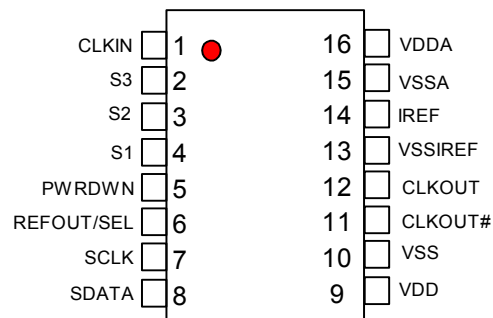 CLKIN 1 16 VDDA
S3 2 15 VSSA
S2 3 14 IREF
S1 4 13 VSSIREF
PWRDWN 5 12 CLKOUT
REFOUT/SEL 6 11 CLKOUT#
SCLK 7 10 VSS
SDATA 8 9 VDD